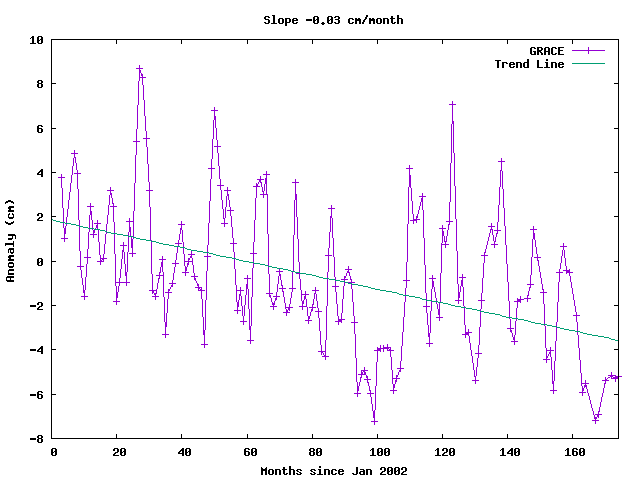 Slope -0.03 cm/month
GRACE
Trend Line
10
8
6
4
2
0
-2
-4
-6
-8
Anomaly (cm)
0 20 40 60 80 100 120 140 160
Months since Jan 2002